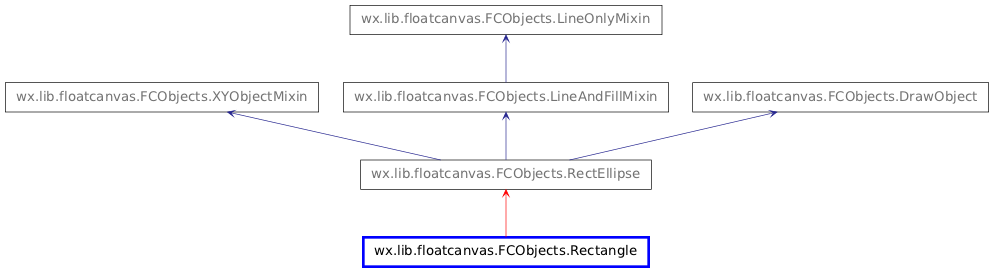 wx.lib.floatcanvas.FCObjects.LineOnlyMixin
wx.lib.floatcanvas.FCObjects.XYObjectMixin
wx.lib.floatcanvas.FCObjects.LineAndFillMixin
wx.lib.floatcanvas.FCObjects.DrawObject
wx.lib.floatcanvas.FCObjects.RectEllipse
wx.lib.floatcanvas.FCObjects.Rectangle